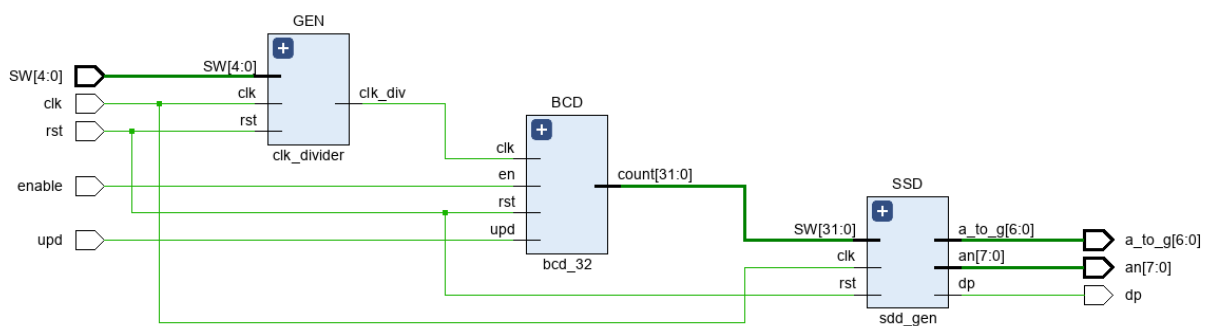 GEN
SW[4:0]
SW[4:0]
clk
clk
clk_div
rst
rst
clk_divider
BCD
clk
enable
en
count[31:0]
rst
upd
upd
bcd_32
SSD
SW[31:0]
a_to_g[6:0]
a_to_g[6:0]
clk
an[7:0]
an[7:0]
rst
dp
dp
sdd_gen